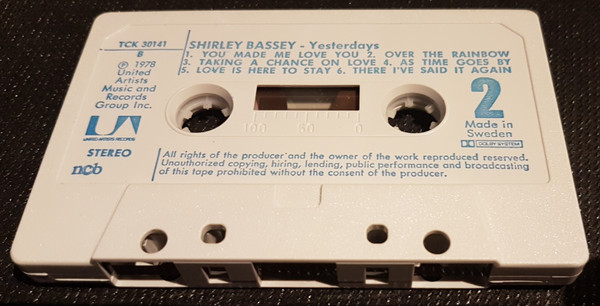 TCK 30141
B
℗ 1978
United
Artists
Music and
Records
Group Inc.
UNITED ARTISTS RECORDS
STEREO
ncb
SHIRLEY BASSEY - Yesterdays
1. YOU MADE ME LOVE YOU 2. OVER THE RAINBOW
3. TAKING A CHANCE ON LOVE 4. AS TIME GOES BY
5. LOVE IS HERE TO STAY 6. THERE I'VE SAID IT AGAIN
100 50 0
2
Made in
Sweden
DOLBY SYSTEM
All rights of the producer and the owner of the work reproduced reserved.
Unauthorized copying, hiring, lending, public performance and broadcasting
of this tape prohibited without the consent of the producer.